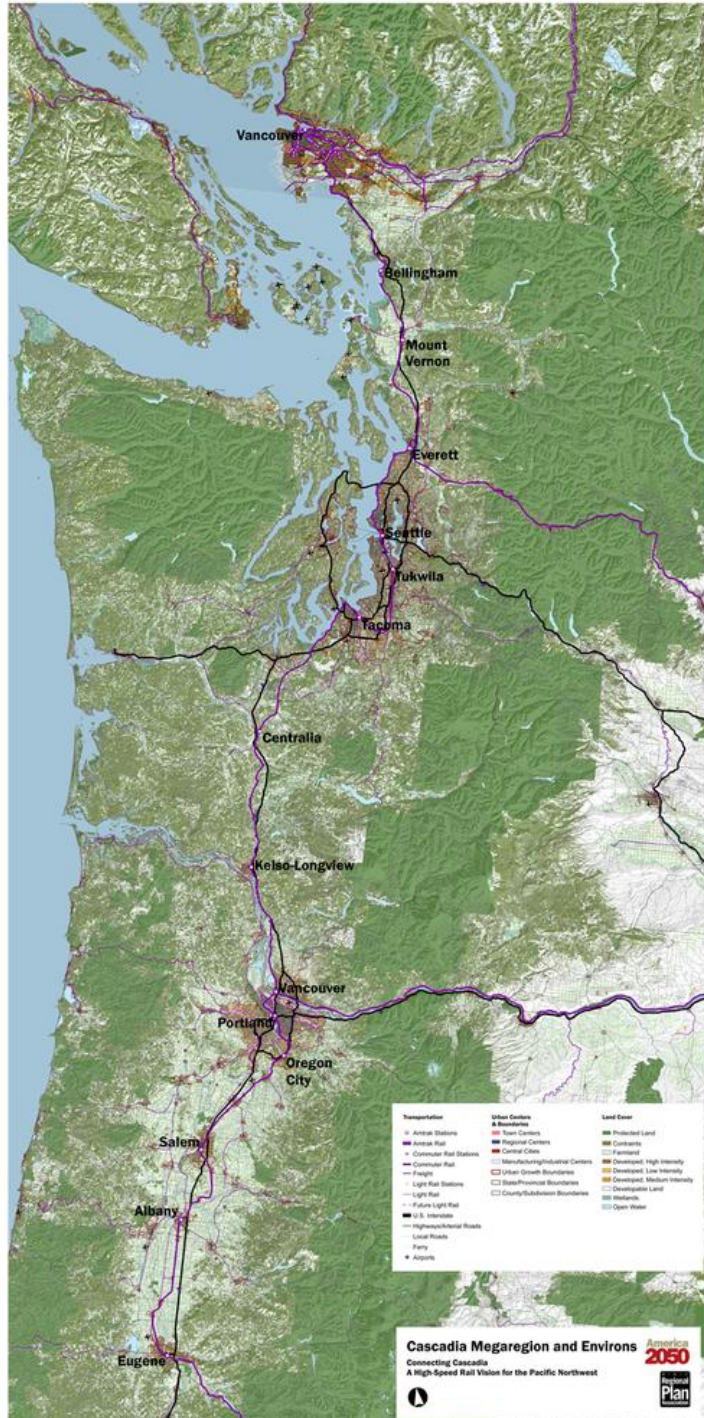 Vancouver
Bellingham
Mount
Vernon
Everett
Seattle
Tukwila
Tacoma
Centralia
Kelso-Longview
Vancouver
Portland
Oregon
City
Salem
Albany
Eugene
Transportation
Amtrak Stations
Amtrak Rail
Commuter Rail Stations
Commuter Rail
Freight
Light Rail Stations
Light Rail
Future Light Rail
U.S. Interstate
Highways/Arterial Roads
Local Roads
Ferry
Airports
Urban Centers
& Boundaries
Town Centers
Regional Centers
Central Cities
Manufacturing/Industrial Centers
Urban Growth Boundaries
State/Provincial Boundaries
County/Subdivision Boundaries
Land Cover
Protected Land
Contraints
Farmland
Developed, High Intensity
Developed, Low Intensity
Developed, Medium Intensity
Developable Land
Wetlands
Open Water
Cascadia Megaregion and Environs
Connecting Cascadia
A High-Speed Rail Vision for the Pacific Northwest
America
2050
Regional
Plan
Association